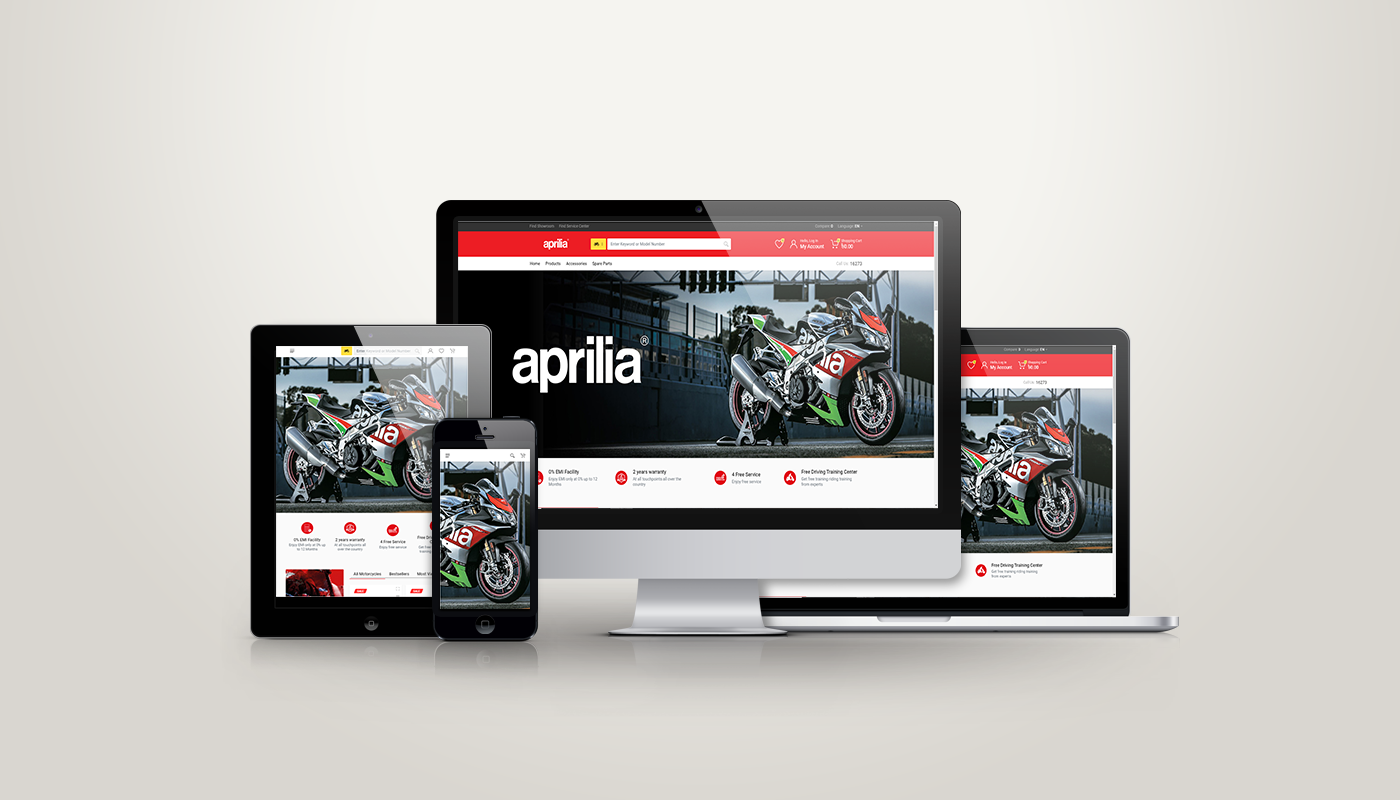 Find Showroom Find Service Center
Compare 0 Language EN
aprilia
Enter Keyword or Model Number
Hello, Log in
My Account
Shopping Cart
৳0.00
Home Products Accessories Spare Parts
Call Us: 16273
aprilia®
0% EMI Facility
Enjoy EMI only at 0% up to 12
Months
2 years warranty
At all touchpoints all over the
country
4 Free Service
Enjoy free service
Free Driving Training Center
Get free training riding training
from experts
Enter Keyword or Model Number
0% EMI Facility
Enjoy EMI only at 0% up
to 12 Months
2 years warranty
At all touchpoints all
over the country
4 Free Service
Enjoy free service
Free Dri
Get free
training
All Motorcycles Bestsellers Most Vi
SALE
SALE
Compare 0 Language EN
Hello, Log in
My Account
Shopping Cart
৳0.00
Call Us: 16273
Free Driving Training Center
Get free training riding training
from experts